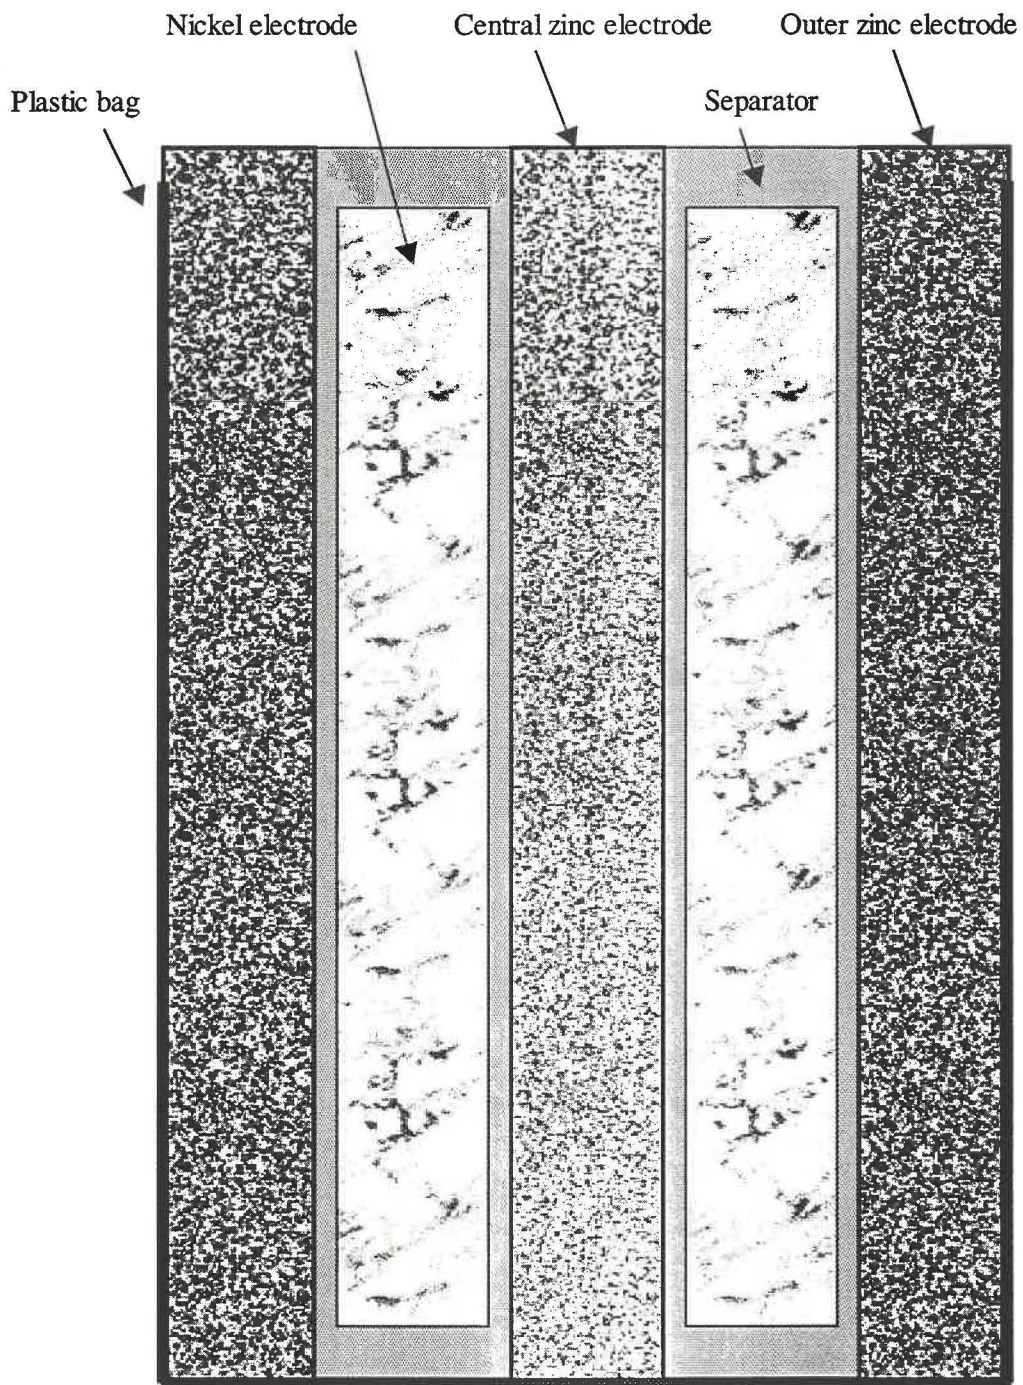 Nickel electrode
Central zinc electrode
Outer zinc electrode
Plastic bag
Separator